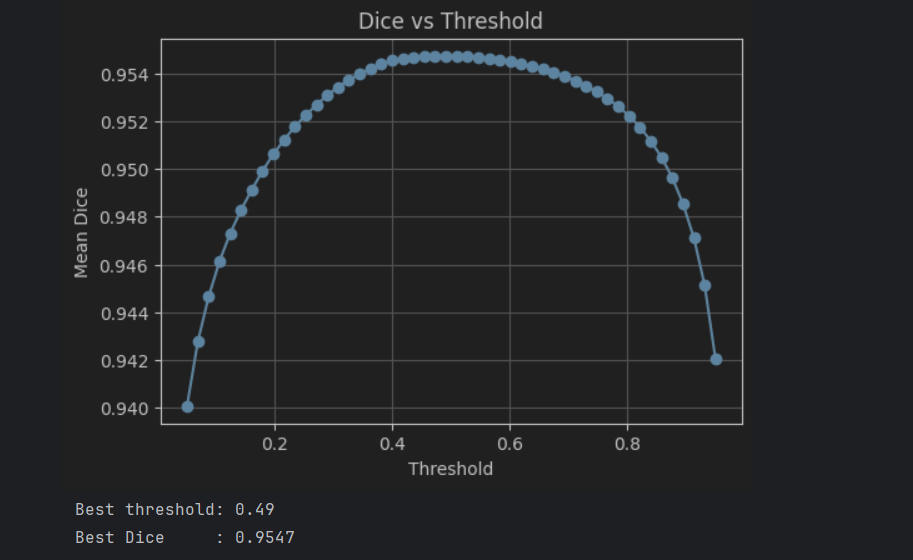 Dice vs Threshold
0.954
0.952
0.950
0.948
0.946
0.944
0.942
0.940
Mean Dice
0.2 0.4 0.6 0.8
Threshold
Best threshold: 0.49
Best Dice     : 0.9547